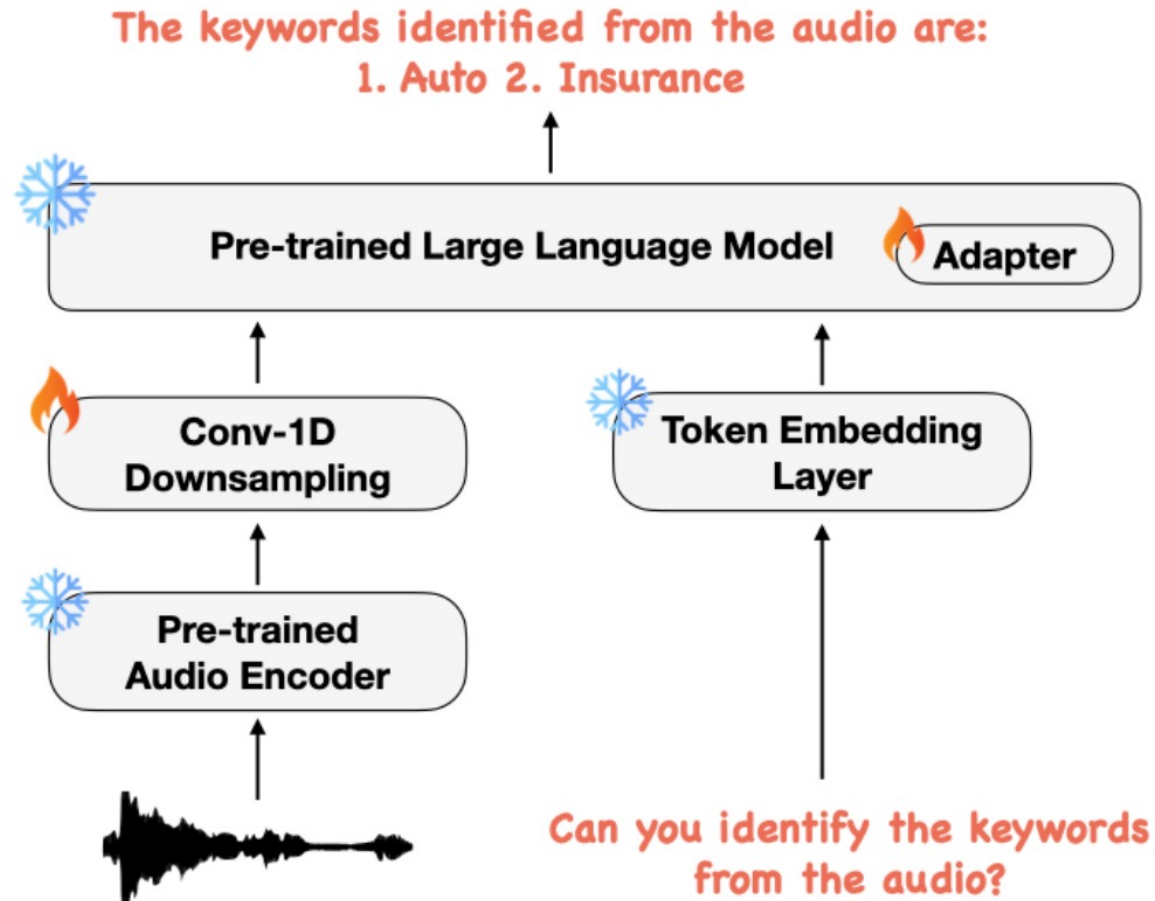 The keywords identified from the audio are:
1. Auto 2. Insurance
Pre-trained Large Language Model
Adapter
Conv-1D
Downsampling
Token Embedding
Layer
Pre-trained
Audio Encoder
Can you identify the keywords
from the audio?